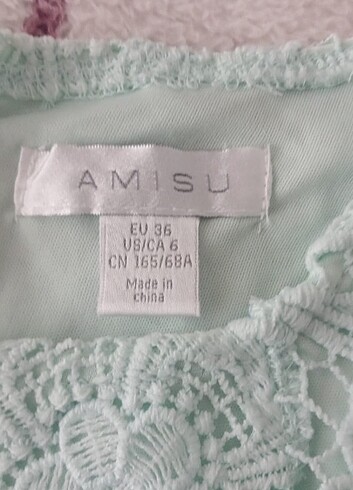 AMISU
EU 36
US/CA 6
CN 165/68A
Made in
china